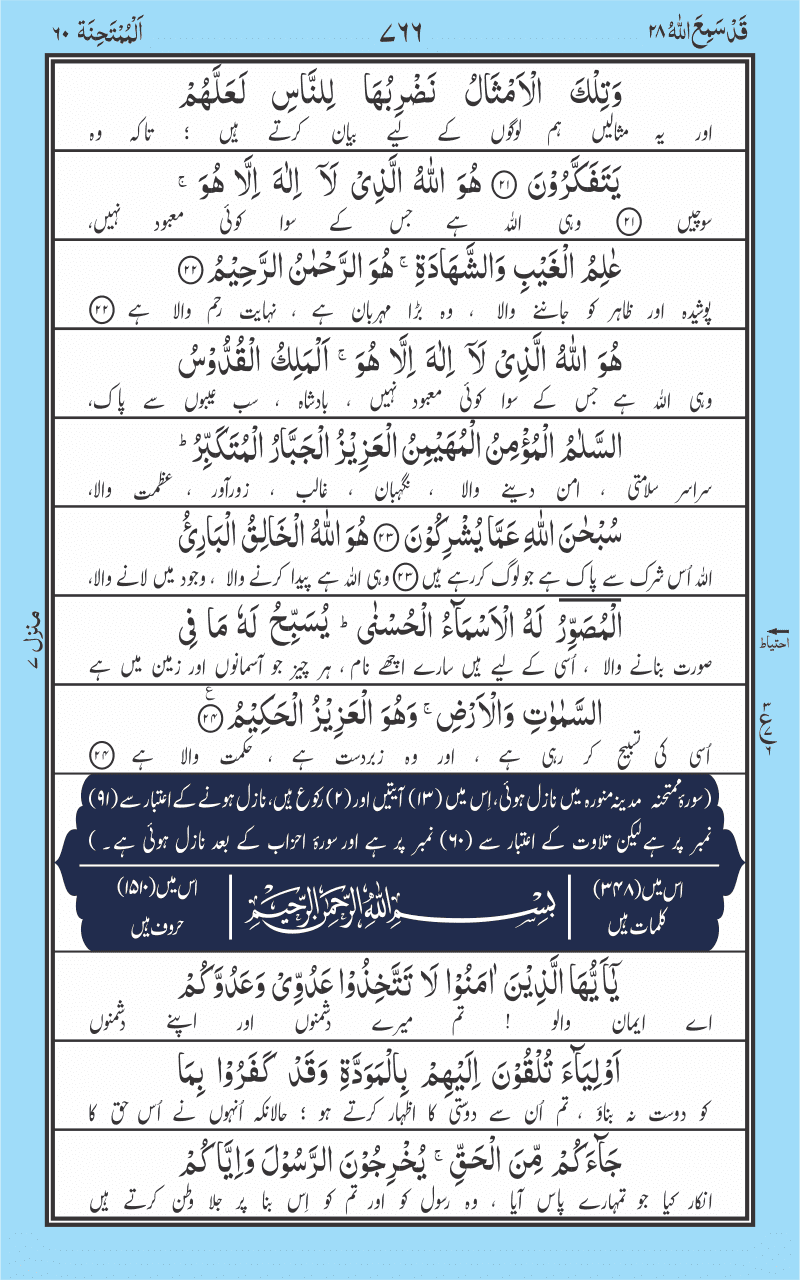 قَدْ سَمِعَ اللهُ ٢٨ ٧٦٦ اَلْمُمْتَحِنَة ٦٠
وَتِلْكَ الْاَمْثَالُ نَضْرِبُهَا لِلنَّاسِ لَعَلَّهُمْ
اور یہ مثالیں ہم لوگوں کے لیے بیان کرتے ہیں ؛ تاکہ وہ
يَتَفَكَّرُوْنَ ﴿٢١﴾ هُوَ اللّٰهُ الَّذِيْ لَآ اِلٰهَ اِلَّا هُوَ ۚ
سوچیں ﴿٢١﴾ وہی اللہ ہے جس کے سوا کوئی معبود نہیں،
عٰلِمُ الْغَيْبِ وَالشَّهَادَةِ ۚ هُوَ الرَّحْمٰنُ الرَّحِيْمُ ﴿٢٢﴾
پوشیدہ اور ظاہر کو جاننے والا ، وہ بڑا مہربان ہے ، نہایت رحم والا ہے ﴿٢٢﴾
هُوَ اللّٰهُ الَّذِيْ لَآ اِلٰهَ اِلَّا هُوَ ۚ اَلْمَلِكُ الْقُدُّوْسُ
وہی اللہ ہے جس کے سوا کوئی معبود نہیں ، بادشاہ ، سب عیبوں سے پاک،
السَّلٰمُ الْمُؤْمِنُ الْمُهَيْمِنُ الْعَزِيْزُ الْجَبَّارُ الْمُتَكَبِّرُ ؕ
سراسر سلامتی ، امن دینے والا ، نگہبان ، غالب ، زورآور ، عظمت والا،
سُبْحٰنَ اللّٰهِ عَمَّا يُشْرِكُوْنَ ﴿٢٣﴾ هُوَ اللّٰهُ الْخَالِقُ الْبَارِئُ
اللہ اُس شرک سے پاک ہے جو لوگ کررہے ہیں ﴿٢٣﴾ وہی اللہ ہے پیدا کرنے والا ، وجود میں لانے والا،
الْمُصَوِّرُ لَهُ الْاَسْمَآءُ الْحُسْنٰى ؕ يُسَبِّحُ لَهٗ مَا فِى
صورت بنانے والا ، اُسی کے لیے ہیں سارے اچھے نام ، ہر چیز جو آسمانوں اور زمین میں ہے
احتیاط
منزل ٧
السَّمٰوٰتِ وَالْاَرْضِ ۚ وَهُوَ الْعَزِيْزُ الْحَكِيْمُ ﴿٢٤﴾ ع
اُسی کی تسبیح کر رہی ہے ، اور وہ زبردست ہے ، حکمت والا ہے ﴿٢٤﴾
٣ ع ٧ ٦
(سورۂ ممتحنہ مدینہ منورہ میں نازل ہوئی، اِس میں (١٣) آیتیں اور (٢) رکوع ہیں، نازل ہونے کے اعتبار سے (٩١)
نمبر پر ہے لیکن تلاوت کے اعتبار سے (٦٠) نمبر پر ہے اور سورۂ احزاب کے بعد نازل ہوئی ہے۔ )
اس میں (٣٤٨) کلمات ہیں
بِسْمِ اللهِ الرَّحْمٰنِ الرَّحِيْمِ
اس میں (١٥١٠) حروف ہیں
يٰٓاَيُّهَا الَّذِيْنَ اٰمَنُوْا لَا تَتَّخِذُوْا عَدُوِّيْ وَعَدُوَّكُمْ
اے ایمان والو ! تم میرے دشمنوں اور اپنے دشمنوں
اَوْلِيَآءَ تُلْقُوْنَ اِلَيْهِمْ بِالْمَوَدَّةِ وَقَدْ كَفَرُوْا بِمَا
کو دوست نہ بناؤ ، تم اُن سے دوستی کا اظہار کرتے ہو ؛ حالانکہ اُنہوں نے اُس حق کا
جَآءَكُمْ مِّنَ الْحَقِّ ۚ يُخْرِجُوْنَ الرَّسُوْلَ وَاِيَّاكُمْ
انکار کیا جو تمہارے پاس آیا ، وہ رسول کو اور تم کو اِس بنا پر جلا وطن کرتے ہیں